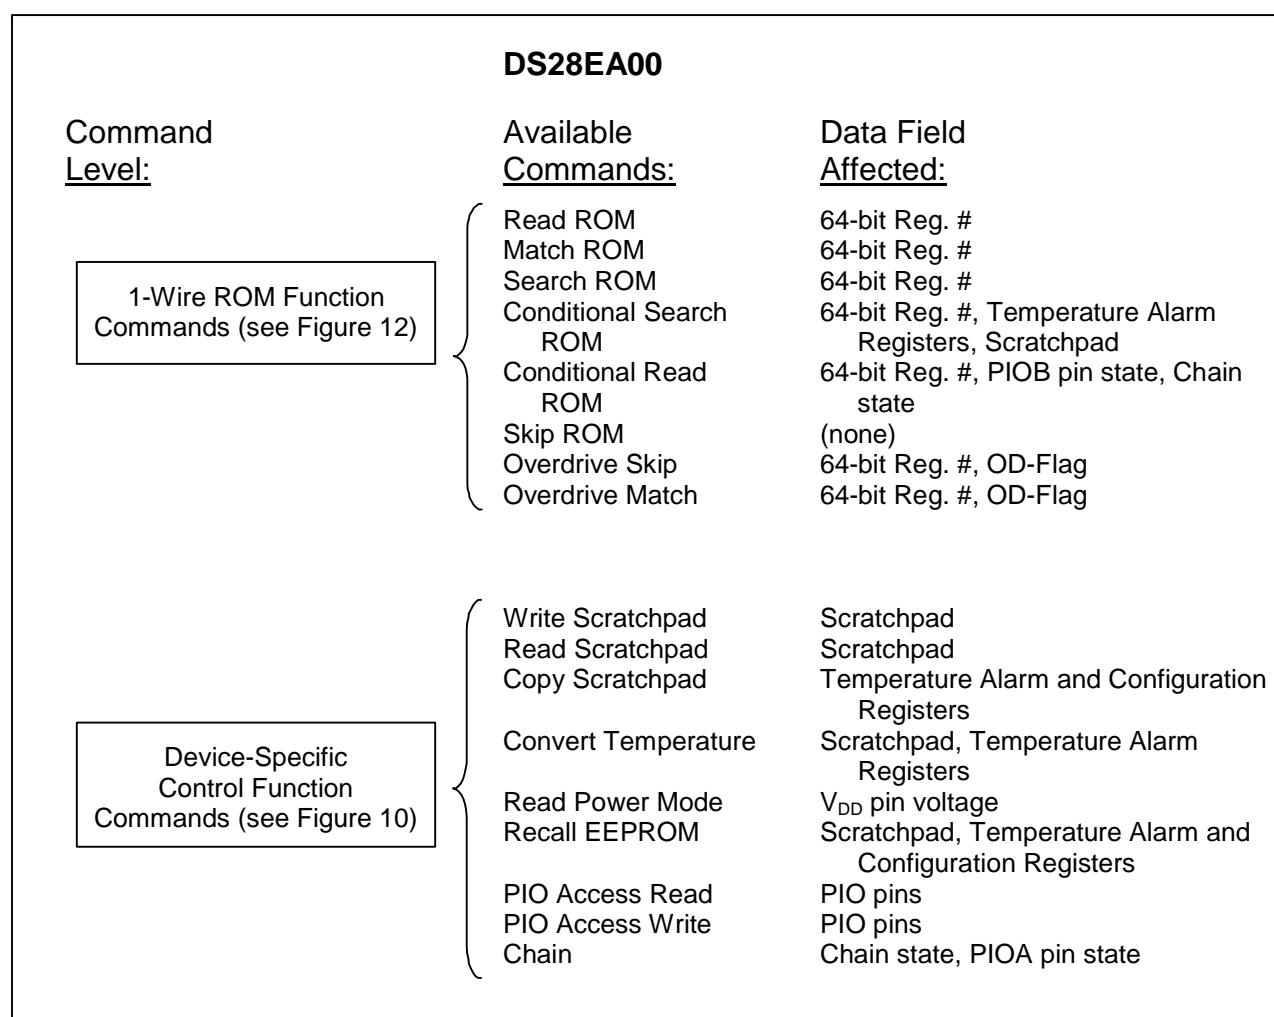 DS28EA00
Command Available Data Field
Level: Commands: Affected:
Read ROM 64-bit Reg. #
Match ROM 64-bit Reg. #
Search ROM 64-bit Reg. #
1-Wire ROM Function
Commands (see Figure 12)
Conditional Search 64-bit Reg. #, Temperature Alarm
ROM Registers, Scratchpad
Conditional Read 64-bit Reg. #, PIOB pin state, Chain
ROM state
Skip ROM (none)
Overdrive Skip 64-bit Reg. #, OD-Flag
Overdrive Match 64-bit Reg. #, OD-Flag
Write Scratchpad Scratchpad
Read Scratchpad Scratchpad
Copy Scratchpad Temperature Alarm and Configuration
Registers
Device-Specific
Control Function
Commands (see Figure 10)
Convert Temperature Scratchpad, Temperature Alarm
Registers
Read Power Mode VDD pin voltage
Recall EEPROM Scratchpad, Temperature Alarm and
Configuration Registers
PIO Access Read PIO pins
PIO Access Write PIO pins
Chain Chain state, PIOA pin state